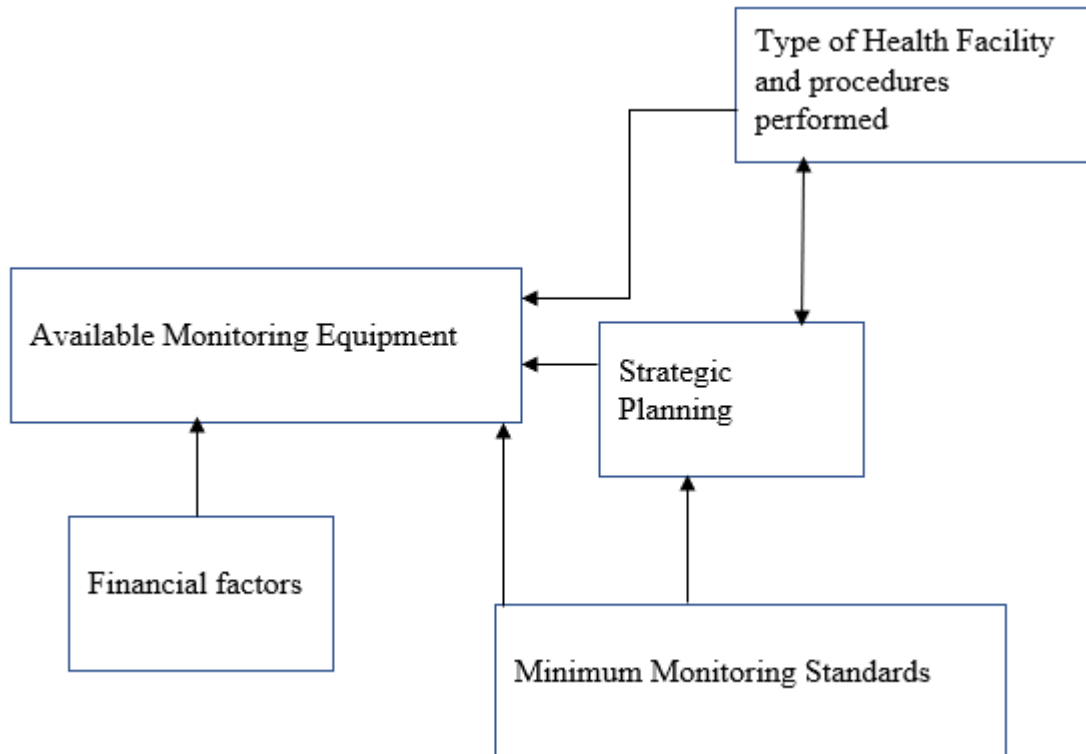 Type of Health Facility
and procedures
performed
Available Monitoring Equipment
Strategic
Planning
Financial factors
Minimum Monitoring Standards